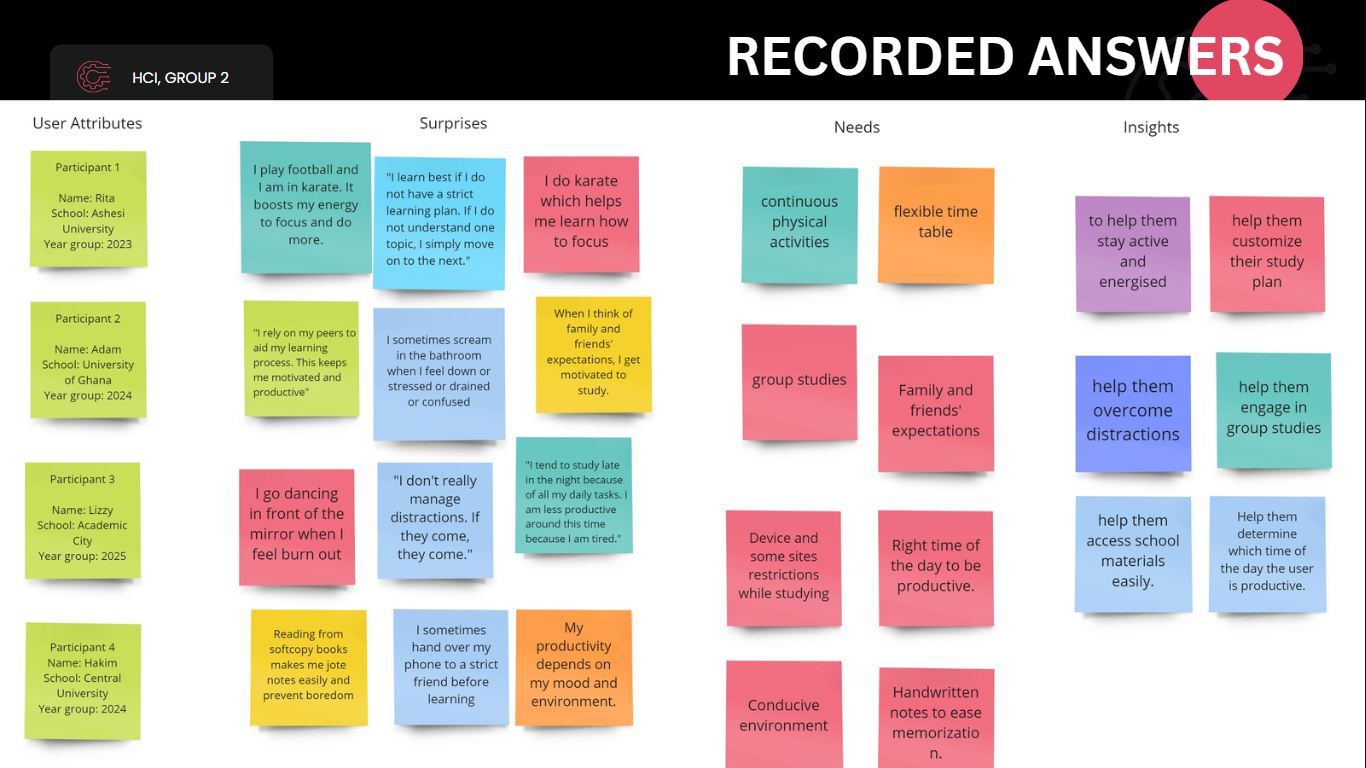 HCI, GROUP 2
RECORDED ANSWERS
User Attributes
Participant 1
Name: Rita
School: Ashesi
University
Year group: 2023
Participant 2
Name: Adam
School: University
of Ghana
Year group: 2024
Participant 3
Name: Lizzy
School: Academic
City
Year group: 2025
Participant 4
Name: Hakim
School: Central
University
Year group: 2024
Surprises
I play football and
I am in karate. It
boosts my energy
to focus and do
more.
"I learn best if I do
not have a strict
learning plan. If I do
not understand one
topic, I simply move
on to the next."
I do karate
which helps
me learn how
to focus
"I rely on my peers to
aid my learning
process. This keeps
me motivated and
productive"
I sometimes scream
in the bathroom
when I feel down or
stressed or drained
or confused
When I think of
family and
friends'
expectations, I get
motivated to
study.
I go dancing
in front of the
mirror when I
feel burn out
"I don't really
manage
distractions. If
they come,
they come."
"I tend to study late
in the night because
of all my daily tasks. I
am less productive
around this time
because I am tired."
Reading from
softcopy books
makes me jote
notes easily and
prevent boredom
I sometimes
hand over my
phone to a strict
friend before
learning
My
productivity
depends on
my mood and
environment.
Needs
continuous
physical
activities
flexible time
table
group studies
Family and
friends'
expectations
Device and
some sites
restrictions
while studying
Right time of
the day to be
productive.
Conducive
environment
Handwritten
notes to ease
memorizatio
n.
Insights
to help them
stay active
and
energised
help them
customize
their study
plan
help them
overcome
distractions
help them
engage in
group studies
help them
access school
materials
easily.
Help them
determine
which time of
the day the user
is productive.